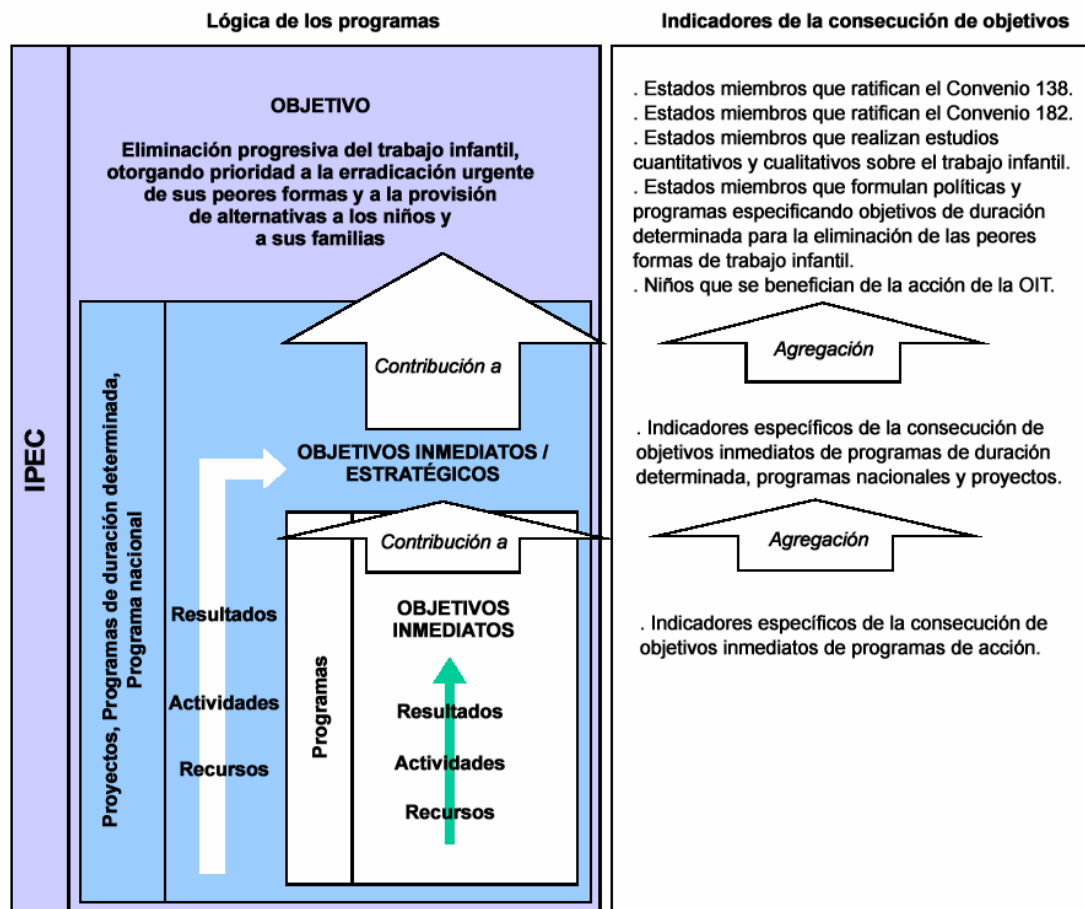 Lógica de los programas
Indicadores de la consecución de objetivos
IPEC
OBJETIVO
Eliminación progresiva del trabajo infantil,
otorgando prioridad a la erradicación urgente
de sus peores formas y a la provisión
de alternativas a los niños y
a sus familias
Contribución a
Proyectos, Programas de duración determinada,
Programa nacional
OBJETIVOS INMEDIATOS /
ESTRATÉGICOS
Resultados
Actividades
Recursos
Contribución a
Programas
OBJETIVOS
INMEDIATOS
Resultados
Actividades
Recursos
. Estados miembros que ratifican el Convenio 138.
. Estados miembros que ratifican el Convenio 182.
. Estados miembros que realizan estudios
cuantitativos y cualitativos sobre el trabajo infantil.
. Estados miembros que formulan políticas y
programas especificando objetivos de duración
determinada para la eliminación de las peores
formas de trabajo infantil.
. Niños que se benefician de la acción de la OIT.
Agregación
. Indicadores específicos de la consecución de
objetivos inmediatos de programas de duración
determinada, programas nacionales y proyectos.
Agregación
. Indicadores específicos de la consecución de
objetivos inmediatos de programas de acción.